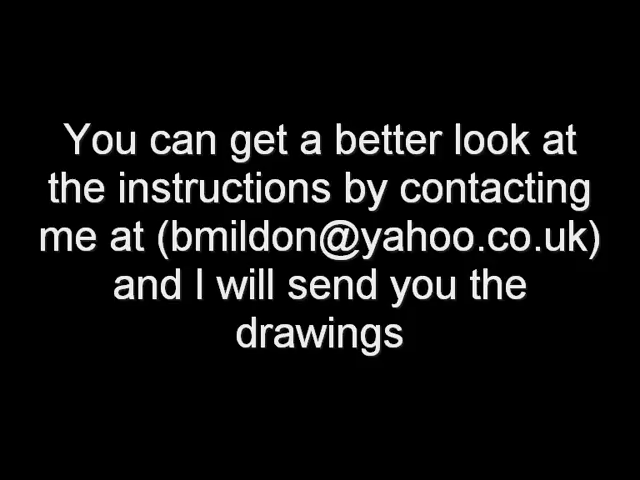 You can get a better look at
the instructions by contacting
me at (bmildon@yahoo.co.uk)
and I will send you the
drawings